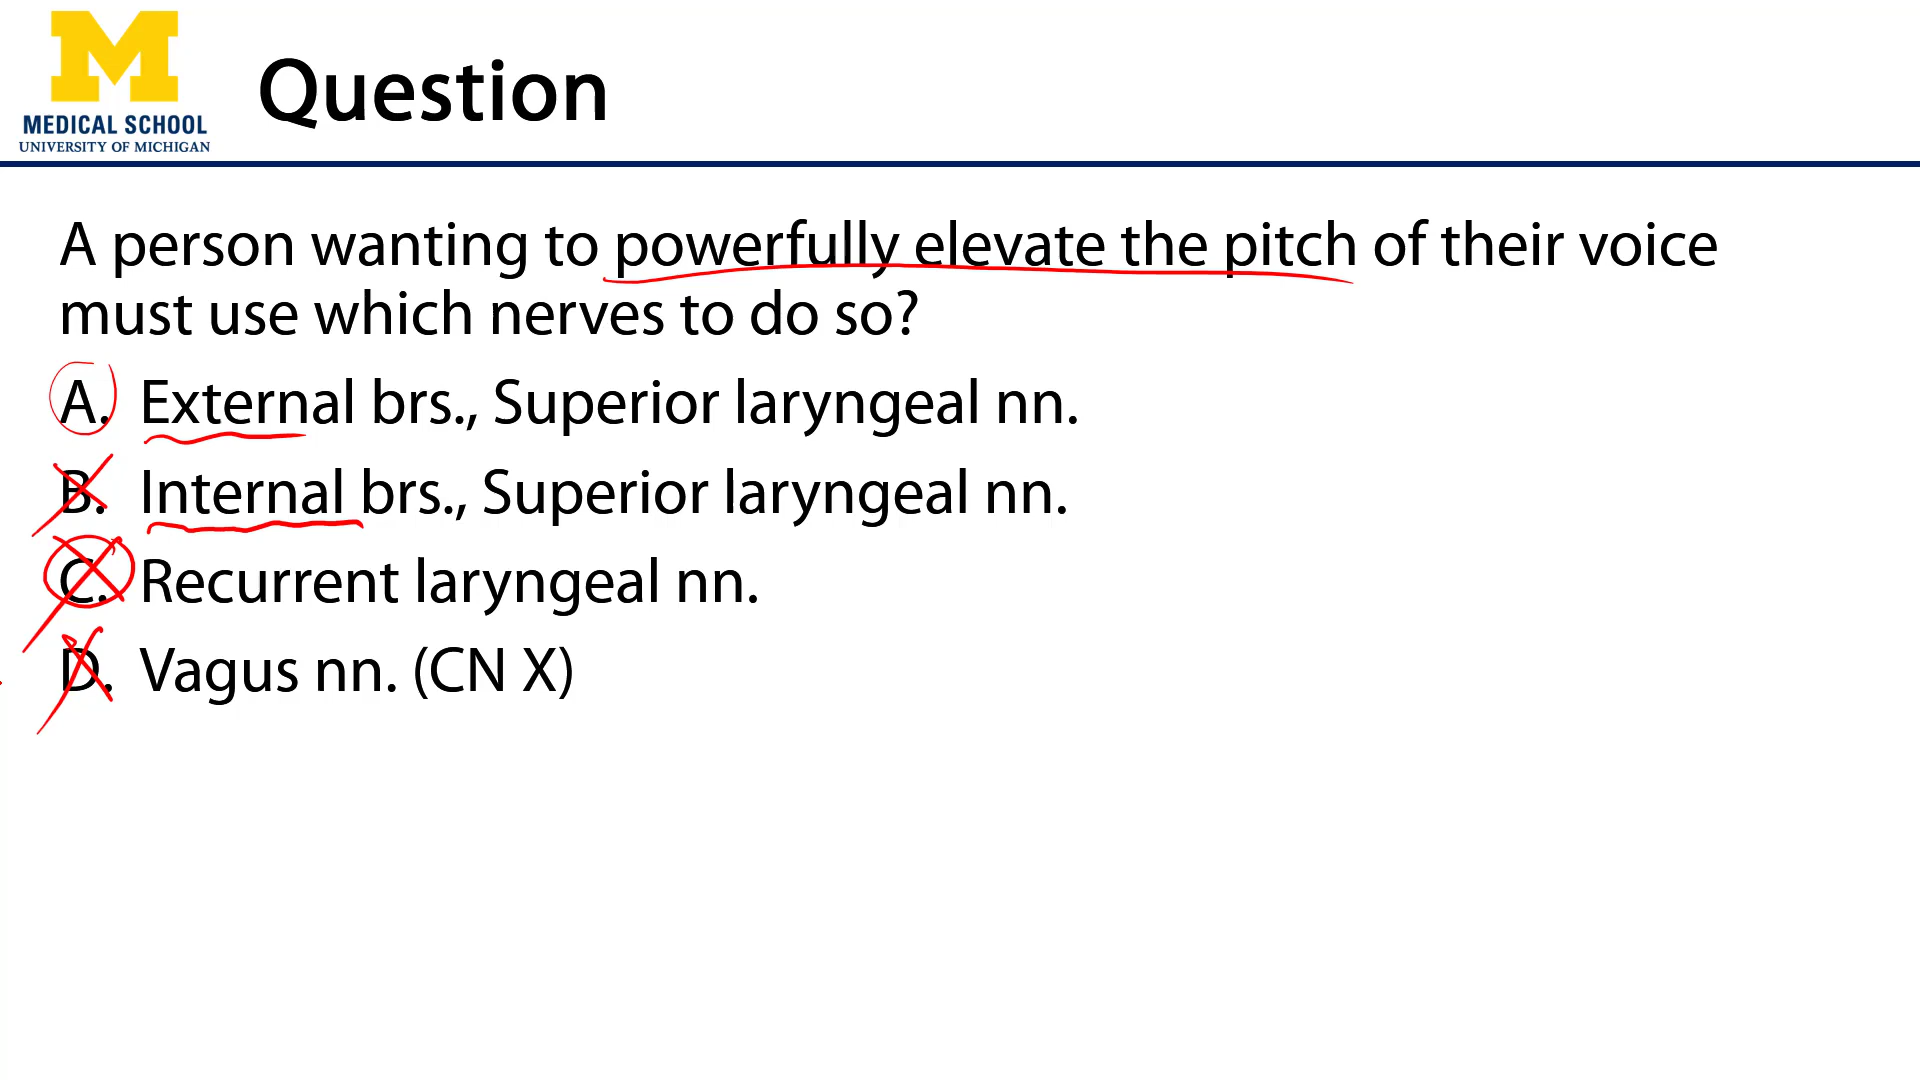 M
MEDICAL SCHOOL
UNIVERSITY OF MICHIGAN
Question
A person wanting to powerfully elevate the pitch of their voice
must use which nerves to do so?
A. External brs., Superior laryngeal nn.
B. Internal brs., Superior laryngeal nn.
C. Recurrent laryngeal nn.
D. Vagus nn. (CN X)